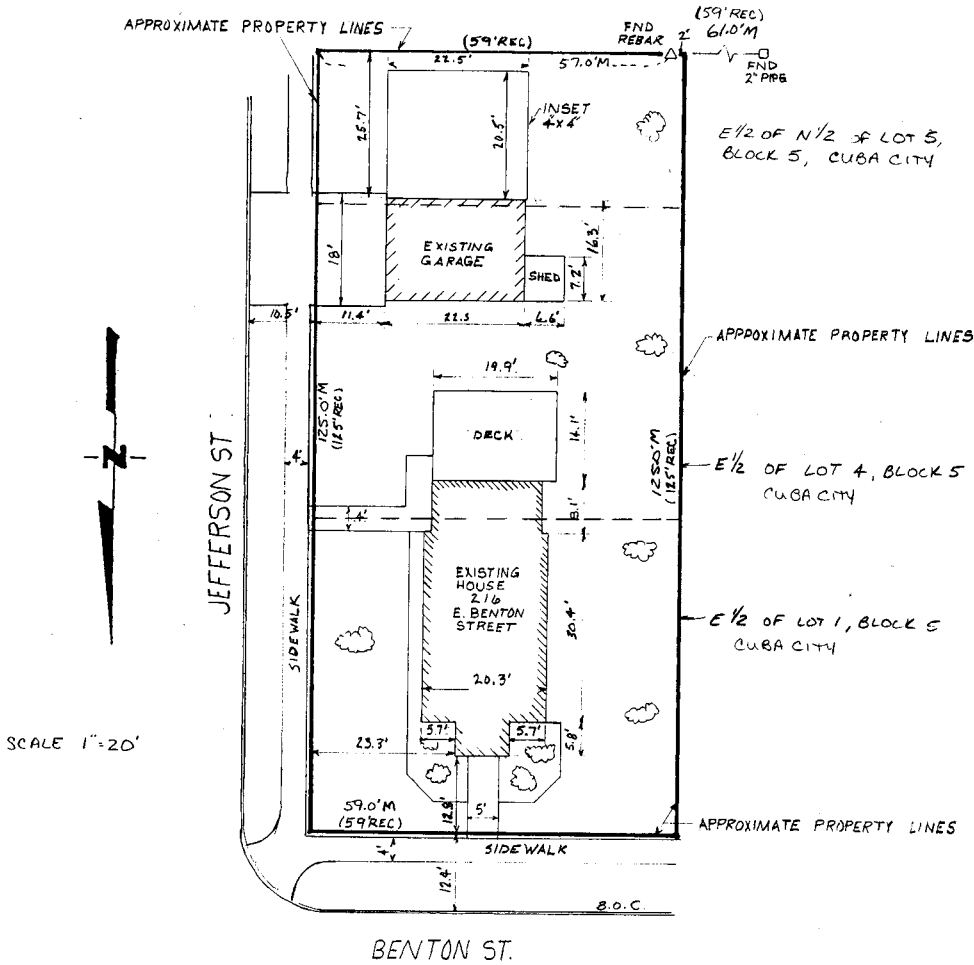 APPROXIMATE PROPERTY LINES
(59'REC)
22.5'
57.0'M
FND
REBAR
2'
(59'REC)
61.0'M
FND
2" PIPE
25.7'
20.5'
INSET
4'x4'
E 1/2 OF N 1/2 OF LOT 5,
BLOCK 5, CUBA CITY
18'
EXISTING
GARAGE
SHED
7.2'
16.3'
10.5'
11.4'
22.5
6.6'
APPPOXIMATE PROPERTY LINES
19.9'
DECK
14.1'
125.0'M
(125'REC)
125.0'M
(125'REC)
N
JEFFERSON ST
4'
4'
8.1'
E 1/2 OF LOT 4, BLOCK 5
CUBA CITY
EXISTING
HOUSE
216
E. BENTON
STREET
30.4'
E 1/2 OF LOT 1, BLOCK 5
CUBA CITY
SIDEWALK
20.3'
SCALE 1"=20'
5.7'
5.7'
5.8'
23.3'
12.8'
59.0'M
(59'REC)
5'
APPROXIMATE PROPERTY LINES
SIDEWALK
4'
12.4'
B.O.C.
BENTON ST.